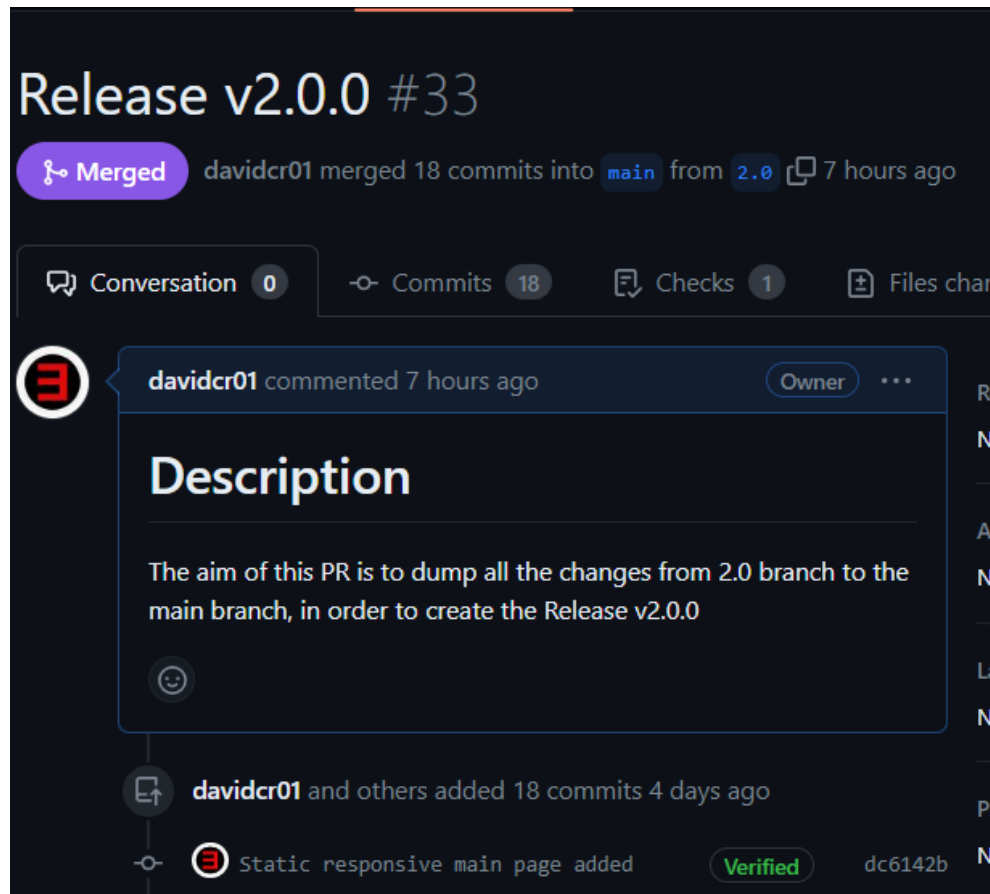 Release v2.0.0 #33
Merged davidcr01 merged 18 commits into main from 2.0 7 hours ago
Conversation 0 Commits 18 Checks 1 Files
davidcr01 commented 7 hours ago Owner
Description
The aim of this PR is to dump all the changes from 2.0 branch to the
main branch, in order to create the Release v2.0.0
davidcr01 and others added 18 commits 4 days ago
Static responsive main page added Verified dc6142b